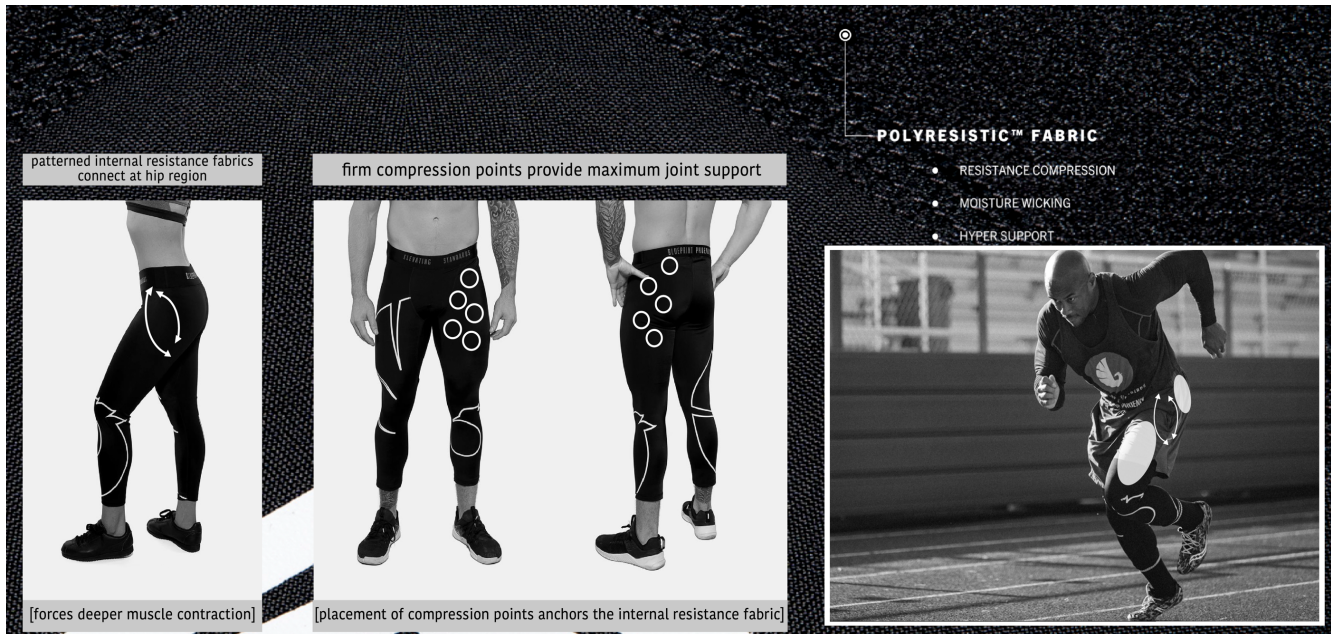 patterned internal resistance fabrics
connect at hip region
firm compression points provide maximum joint support
POLYRESISTIC™ FABRIC
RESISTANCE COMPRESSION
MOISTURE WICKING
HYPER SUPPORT
ELEVATING STANDARDS
BLUEPRINT
[forces deeper muscle contraction]
[placement of compression points anchors the internal resistance fabric]